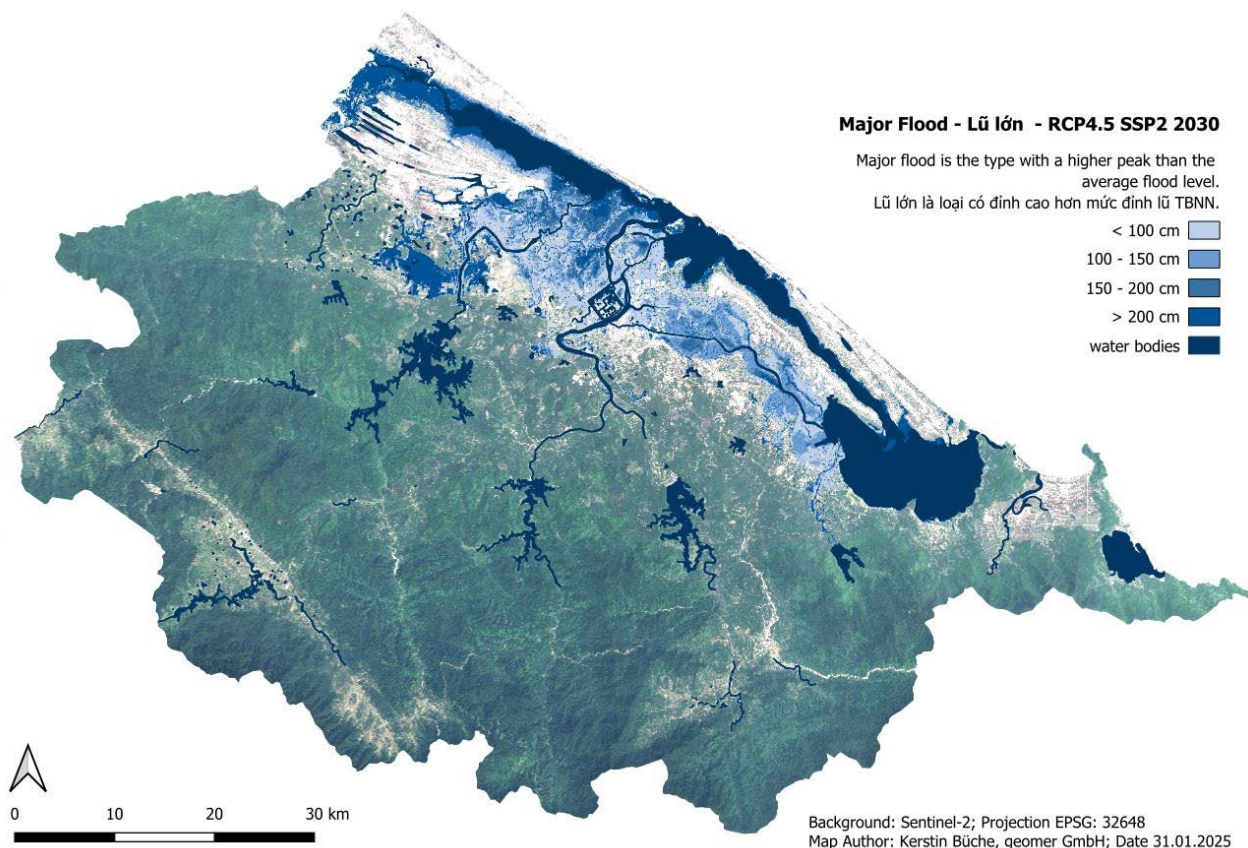 Major Flood - Lũ lớn - RCP4.5 SSP2 2030
Major flood is the type with a higher peak than the
average flood level.
Lũ lớn là loại có đỉnh cao hơn mức đỉnh lũ TBNN.
< 100 cm
100 - 150 cm
150 - 200 cm
> 200 cm
water bodies
0 10 20 30 km
Background: Sentinel-2; Projection EPSG: 32648
Map Author: Kerstin Büche, geomer GmbH; Date 31.01.2025